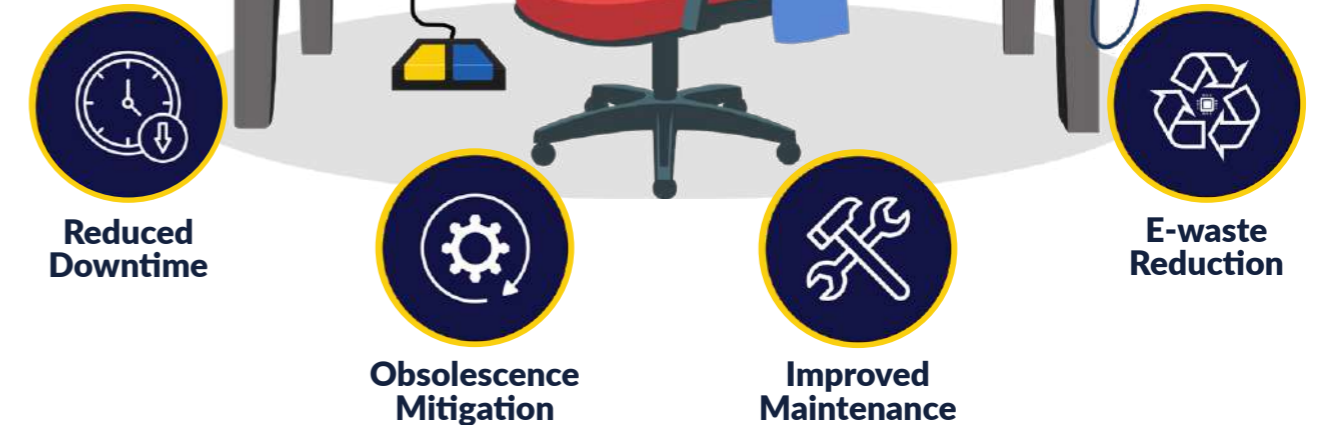 Reduced
Downtime
Obsolescence
Mitigation
Improved
Maintenance
E-waste
Reduction